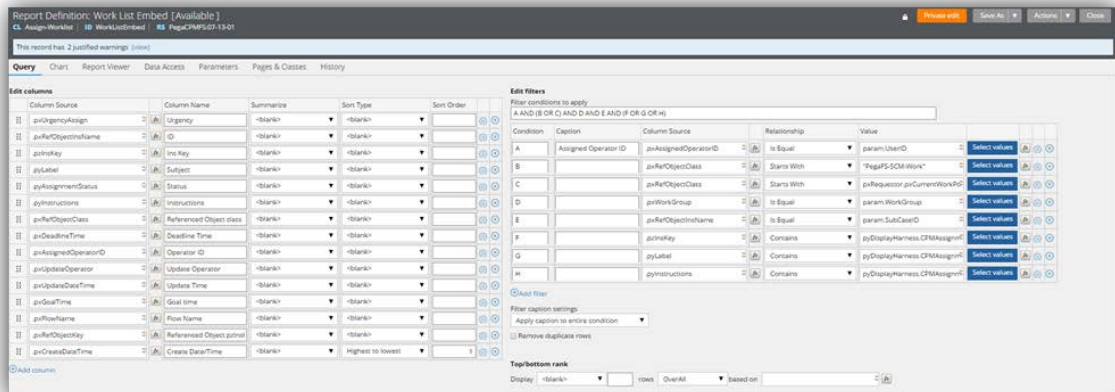 Report Definition: Work List Embed [Available]
CL Assign-Worklist ID WorkListEmbed RS PegaCPMFS:07-13-01
Private edit Save As Actions Close
This record has 2 justified warnings (view)
Query Chart Report Viewer Data Access Parameters Pages & Classes History
Edit columns
Column Source Column Name Summarize Sort Type Sort Order
.pxUrgencyAssign Urgency <blank> <blank>
.pxRefObjectInsName ID <blank> <blank>
.pzInsKey Ins Key <blank> <blank>
.pyLabel Subject <blank> <blank>
.pyAssignmentStatus Status <blank> <blank>
.pyInstructions Instructions <blank> <blank>
.pxRefObjectClass Referenced Object class <blank> <blank>
.pxDeadlineTime Deadline Time <blank> <blank>
.pxAssignedOperatorID Operator ID <blank> <blank>
.pxUpdateOperator Update Operator <blank> <blank>
.pxUpdateDateTime Update Time <blank> <blank>
.pxGoalTime Goal time <blank> <blank>
.pxFlowName Flow Name <blank> <blank>
.pxRefObjectKey Referenced Object pzInsl <blank> <blank>
.pxCreateDateTime Create Date/Time <blank> Highest to lowest 1
Add column
Edit filters
Filter conditions to apply
A AND (B OR C) AND D AND E AND (F OR G OR H)
Condition Caption Column Source Relationship Value
A Assigned Operator ID .pxAssignedOperatorID Is Equal param.UserID Select values
B .pxRefObjectClass Starts With "PegaFS-SCM-Work" Select values
C .pxRefObjectClass Starts With pxRequestor.pxCurrentWorkPo Select values
D .pxWorkGroup Is Equal param.WorkGroup Select values
E .pxRefObjectInsName Is Equal param.SubCaseID Select values
F .pzInsKey Contains pyDisplayHarness.CPMAssignm Select values
G .pyLabel Contains pyDisplayHarness.CPMAssignm Select values
H .pyInstructions Contains pyDisplayHarness.CPMAssignm Select values
Add filter
Filter caption settings
Apply caption to entire condition
Remove duplicate rows
Top/bottom rank
Display <blank> rows OverAll based on